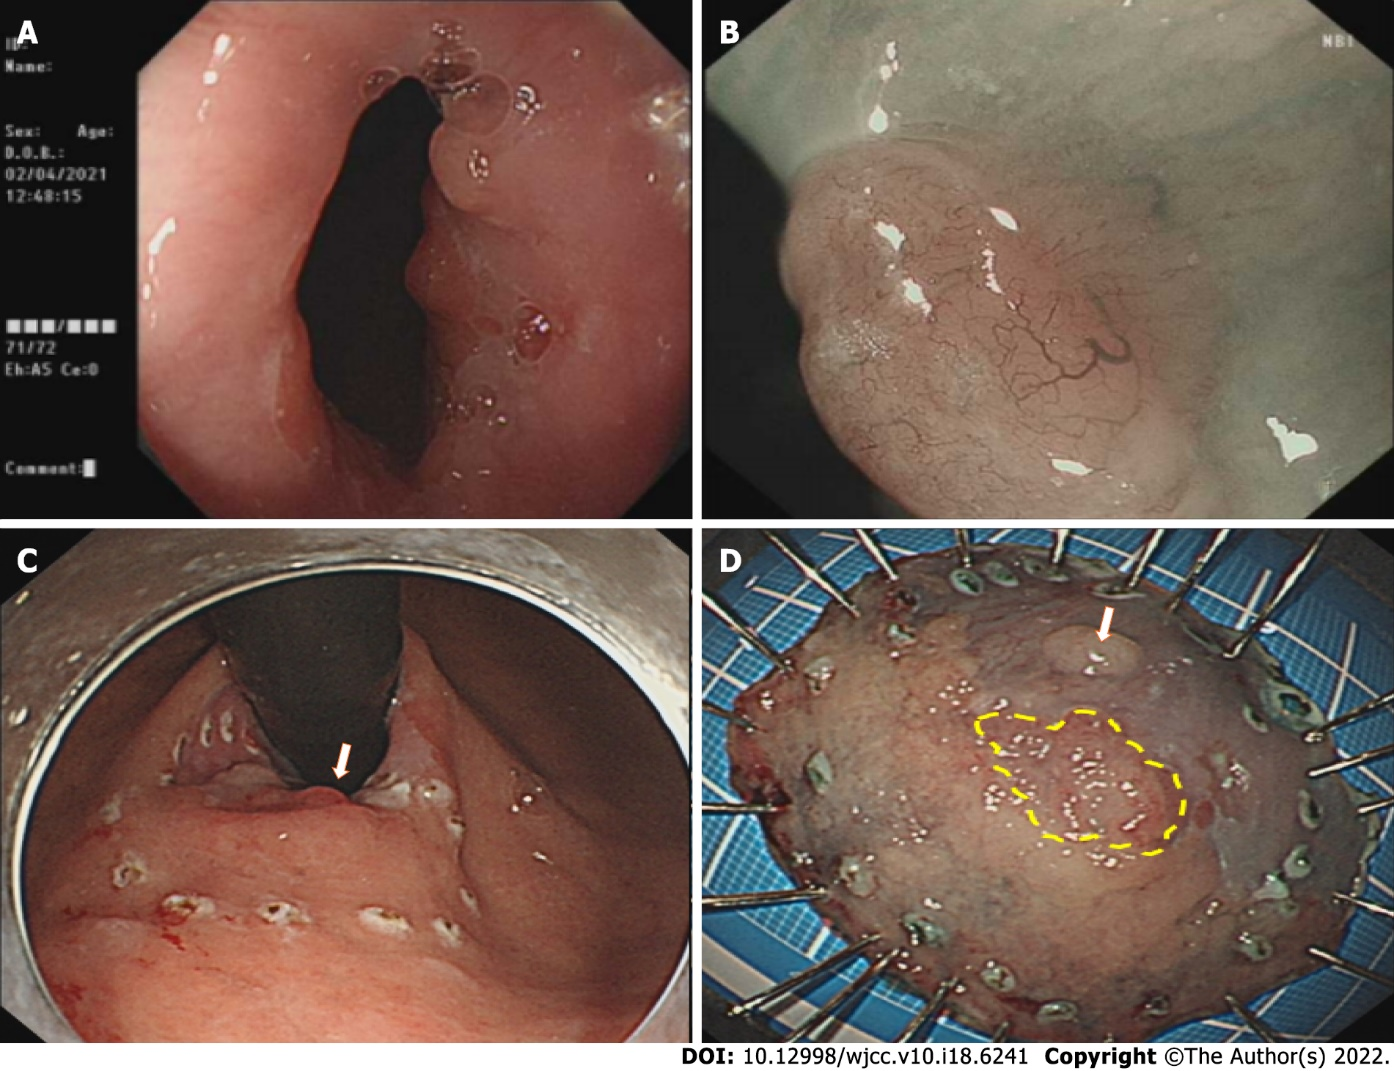 A
ID:
Name:
Sex: Age:
D.O.B.:
02/04/2021
12:48:15
■■■/■■■
71/72
Eh:A5 Ce:0
Comment:
B
NBI
C
D
DOI: 10.12998/wjcc.v10.i18.6241 Copyright ©The Author(s) 2022.